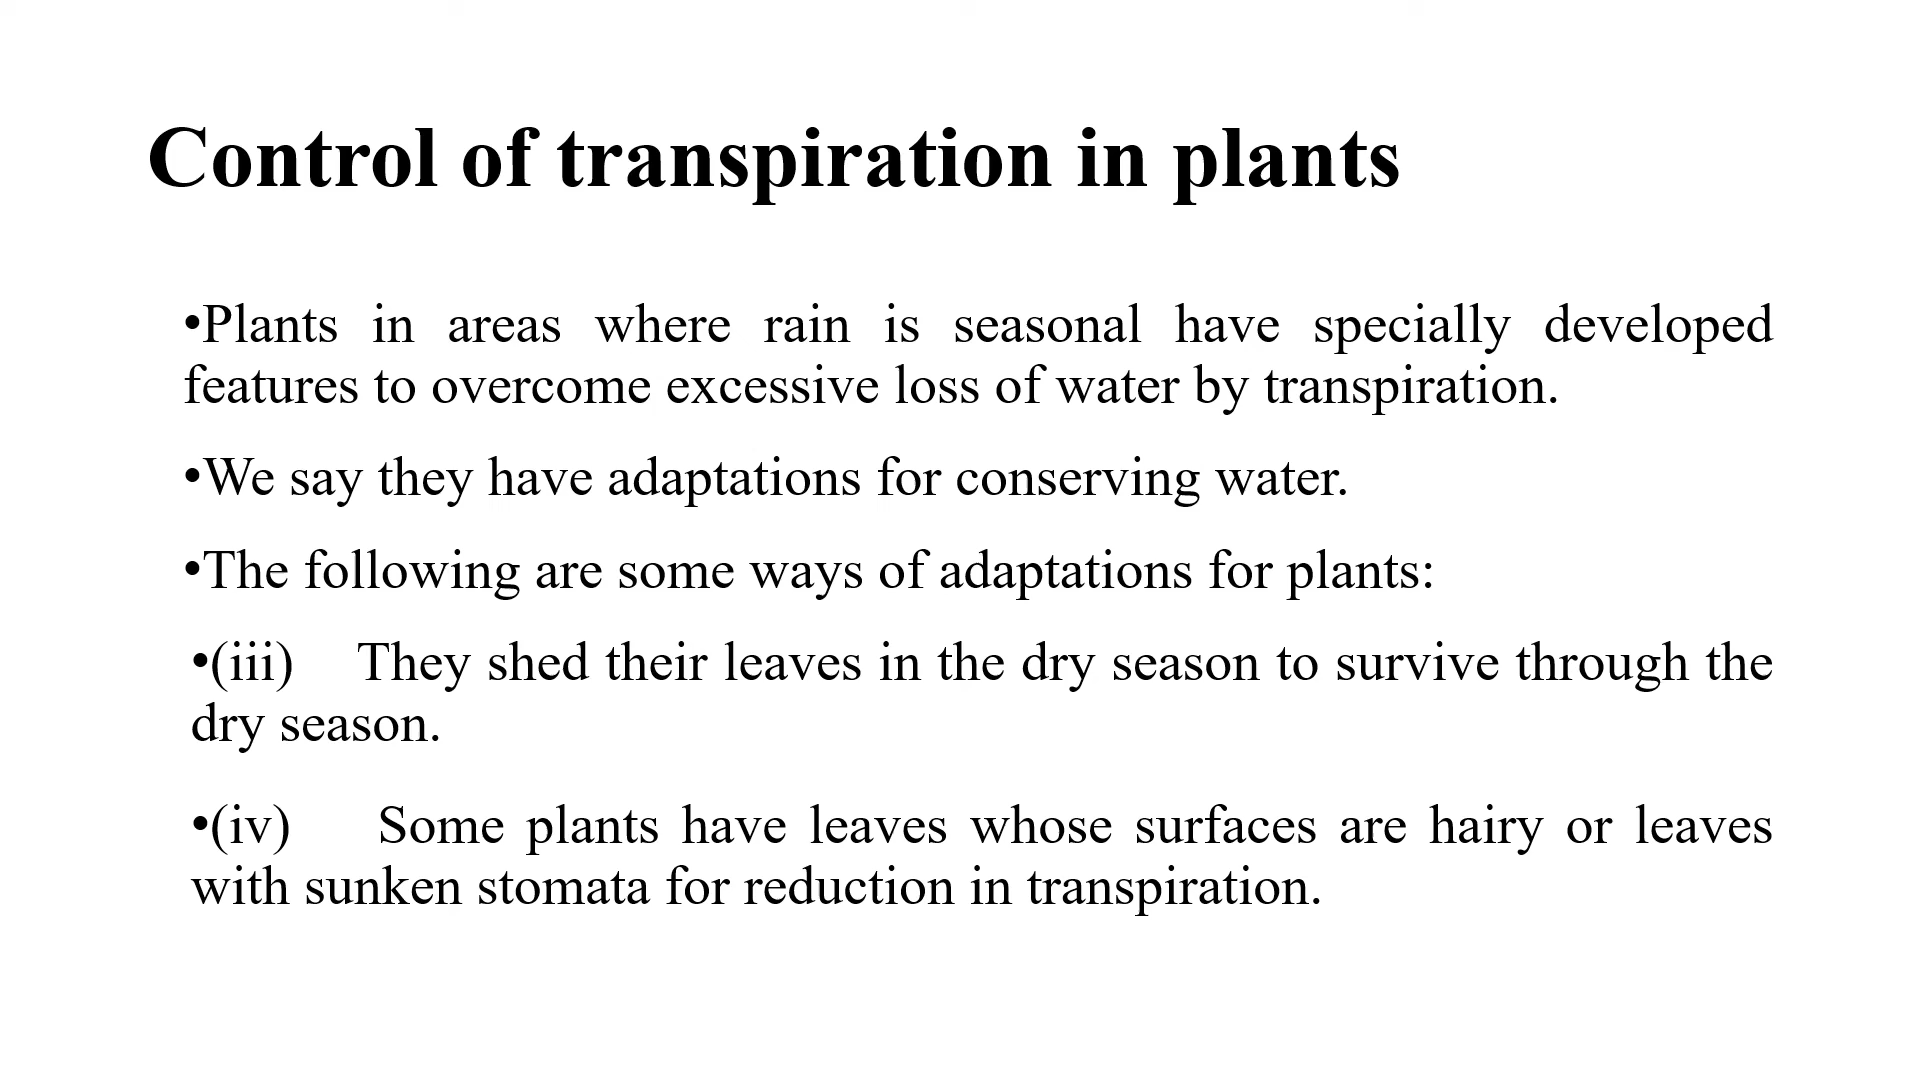 Control of transpiration in plants
•Plants in areas where rain is seasonal have specially developed
features to overcome excessive loss of water by transpiration.
•We say they have adaptations for conserving water.
•The following are some ways of adaptations for plants:
•(iii) They shed their leaves in the dry season to survive through the
dry season.
•(iv) Some plants have leaves whose surfaces are hairy or leaves
with sunken stomata for reduction in transpiration.